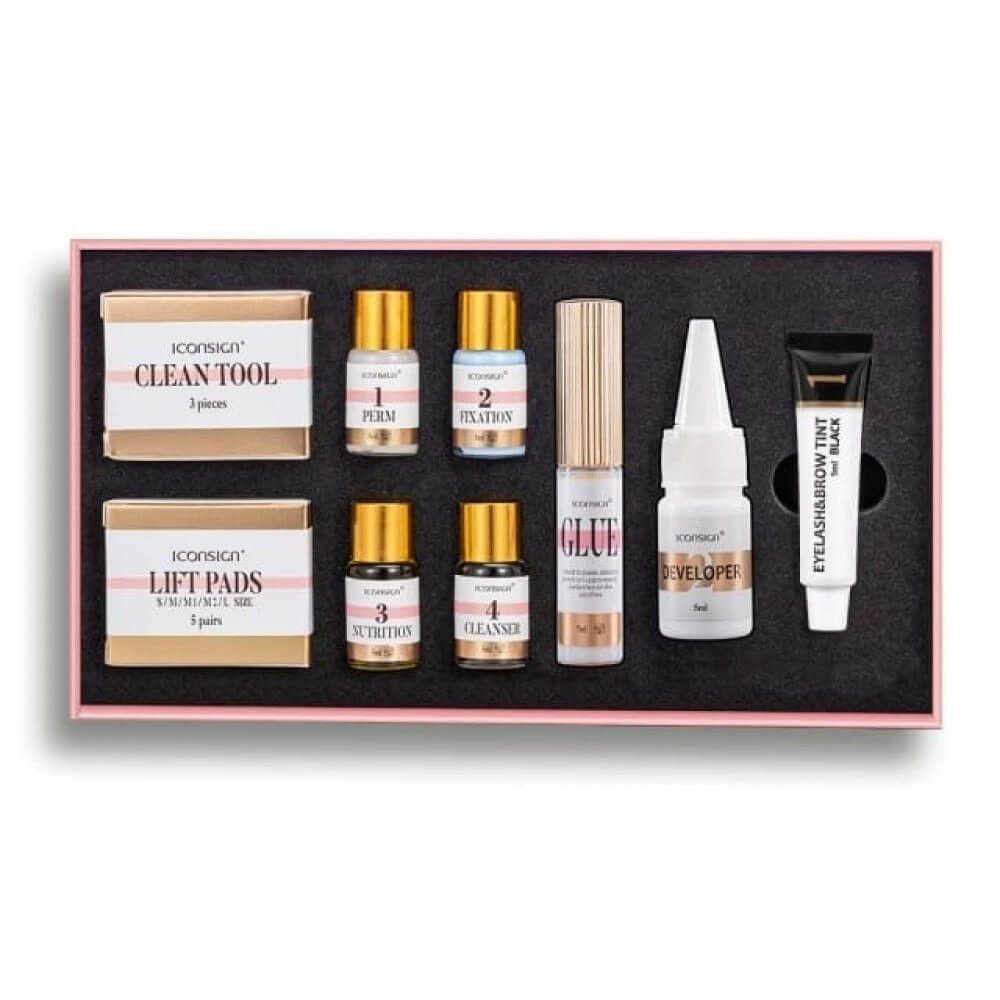 ICONSIGN
CLEAN TOOL
3 pieces
ICONSIGN
1
PERM
ICONSIGN
2
FIXATION
ICONSIGN
LIFT PADS
S/M/M1/M2/L SIZE
5 pairs
ICONSIGN
3
NUTRITION
ICONSIGN
4
CLEANSER
ICONSIGN
GLUE
ICONSIGN
2
DEVELOPER
5ml
I
EYELASH&BROW TINT
5ml BLACK